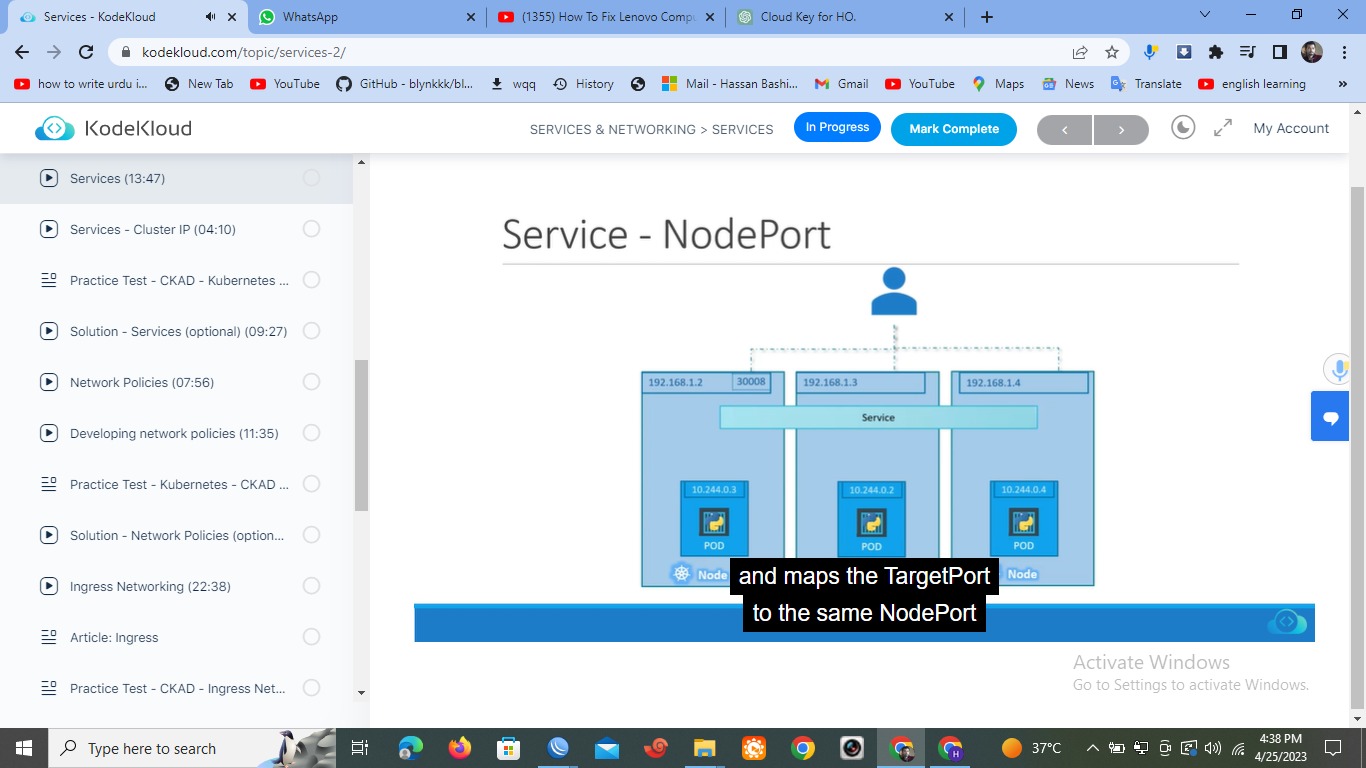 Services - KodeKloud
WhatsApp
(1355) How To Fix Lenovo Compu
Cloud Key for HO.
kodekloud.com/topic/services-2/
how to write urdu i...
New Tab
YouTube
GitHub - blynkkk/bl...
wqq
History
Mail - Hassan Bashi...
Gmail
YouTube
Maps
News
Translate
english learning
»
KodeKloud
SERVICES & NETWORKING > SERVICES
In Progress
Mark Complete
My Account
Services (13:47)
Services - Cluster IP (04:10)
Practice Test - CKAD - Kubernetes ...
Solution - Services (optional) (09:27)
Network Policies (07:56)
Developing network policies (11:35)
Practice Test - Kubernetes - CKAD ...
Solution - Network Policies (option...
Ingress Networking (22:38)
Article: Ingress
Practice Test - CKAD - Ingress Net...
Service - NodePort
192.168.1.2
30008
192.168.1.3
192.168.1.4
Service
10.244.0.3
10.244.0.2
10.244.0.4
POD
POD
POD
Node
Node
and maps the TargetPort
to the same NodePort
Activate Windows
Go to Settings to activate Windows.
Type here to search
H
37°C
4:38 PM
4/25/2023